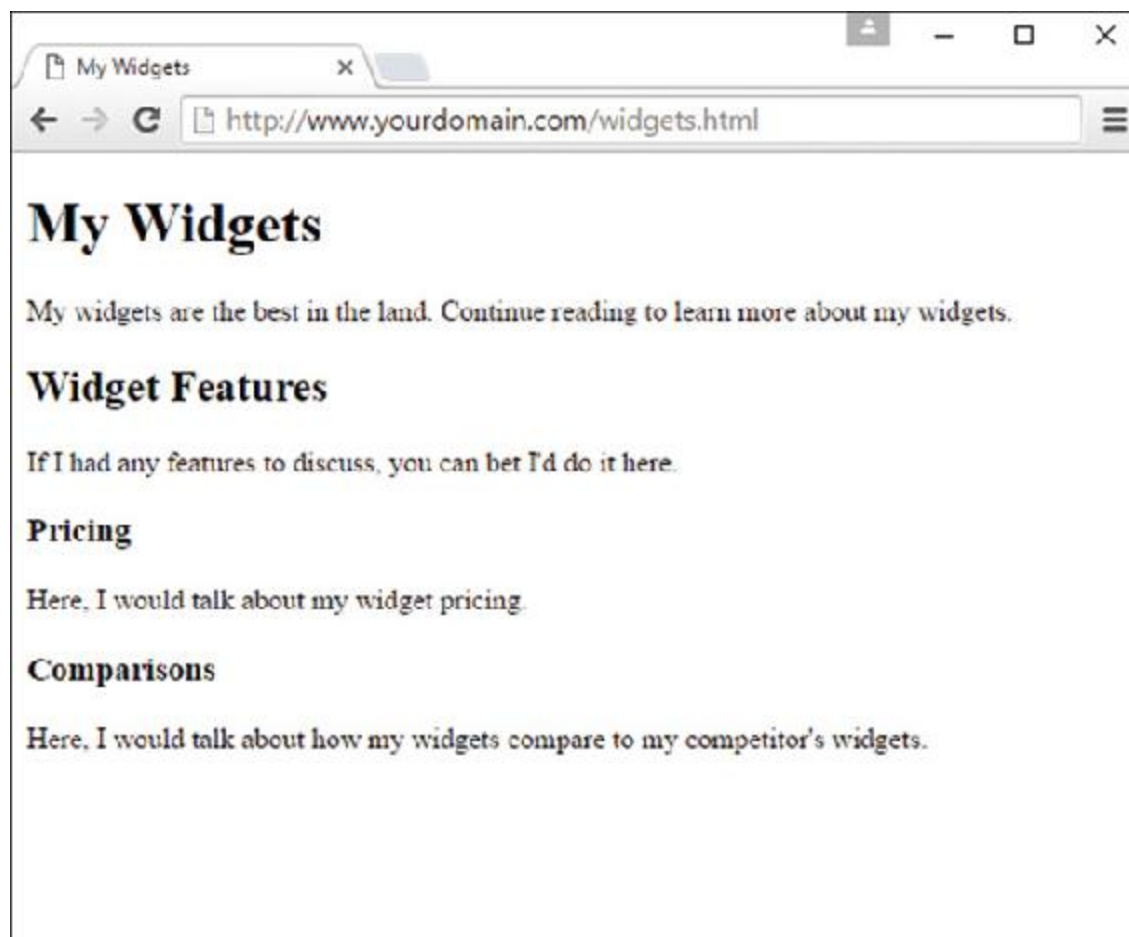 My Widgets
http://www.yourdomain.com/widgets.html
My Widgets
My widgets are the best in the land. Continue reading to learn more about my widgets.
Widget Features
If I had any features to discuss, you can bet I'd do it here.
Pricing
Here, I would talk about my widget pricing.
Comparisons
Here, I would talk about how my widgets compare to my competitor's widgets.